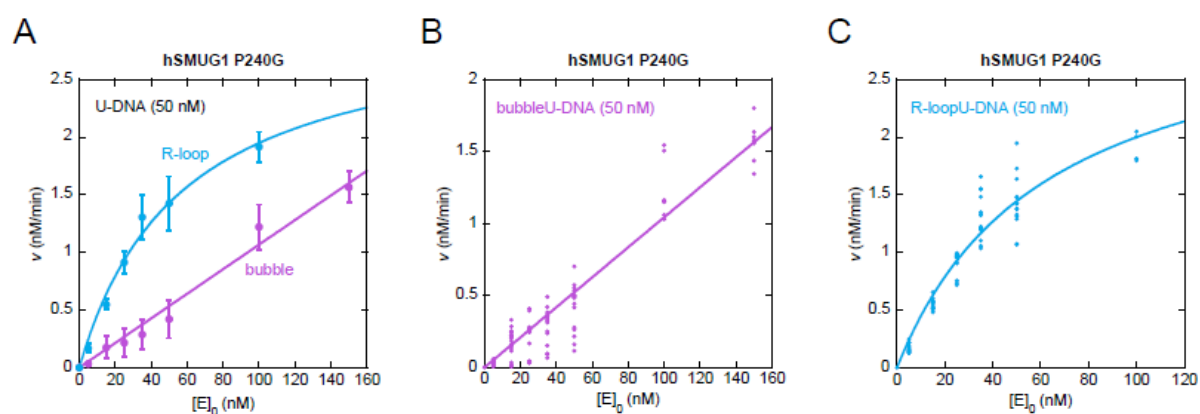 A
hSMUG1 P240G
2.5
2
1.5
1
0.5
0
U-DNA (50 nM)
R-loop
bubble
v (nM/min)
0 20 40 60 80 100 120 140 160
[E]0 (nM)
B
hSMUG1 P240G
2
1.5
1
0.5
0
bubbleU-DNA (50 nM)
v (nM/min)
0 20 40 60 80 100 120 140 160
[E]0 (nM)
C
hSMUG1 P240G
2.5
2
1.5
1
0.5
0
R-loopU-DNA (50 nM)
v (nM/min)
0 20 40 60 80 100 120
[E]0 (nM)